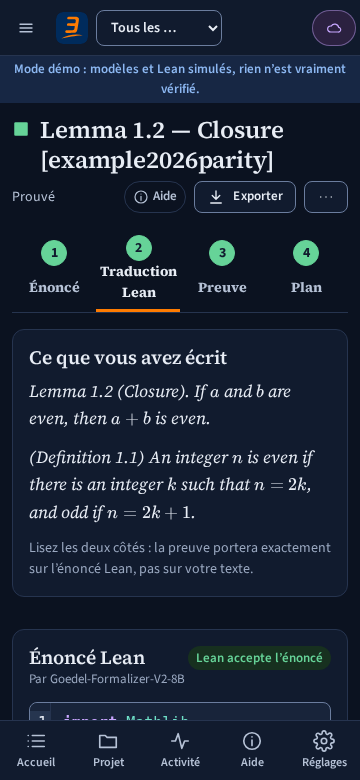 Tous les ...
Mode démo : modèles et Lean simulés, rien n’est vraiment
vérifié.
Lemma 1.2 — Closure
[example2026parity]
Prouvé
Aide
Exporter
...
1
2
3
4
Énoncé
Traduction
Lean
Preuve
Plan
Ce que vous avez écrit
Lemma 1.2 (Closure). If a and b are
even, then a + b is even.
(Definition 1.1) An integer n is even if
there is an integer k such that n = 2k,
and odd if n = 2k + 1.
Lisez les deux côtés : la preuve portera exactement
sur l’énoncé Lean, pas sur votre texte.
Énoncé Lean
Lean accepte l’énoncé
Par Goedel-Formalizer-V2-8B
1 import Mathlib
Accueil
Projet
Activité
Aide
Réglages